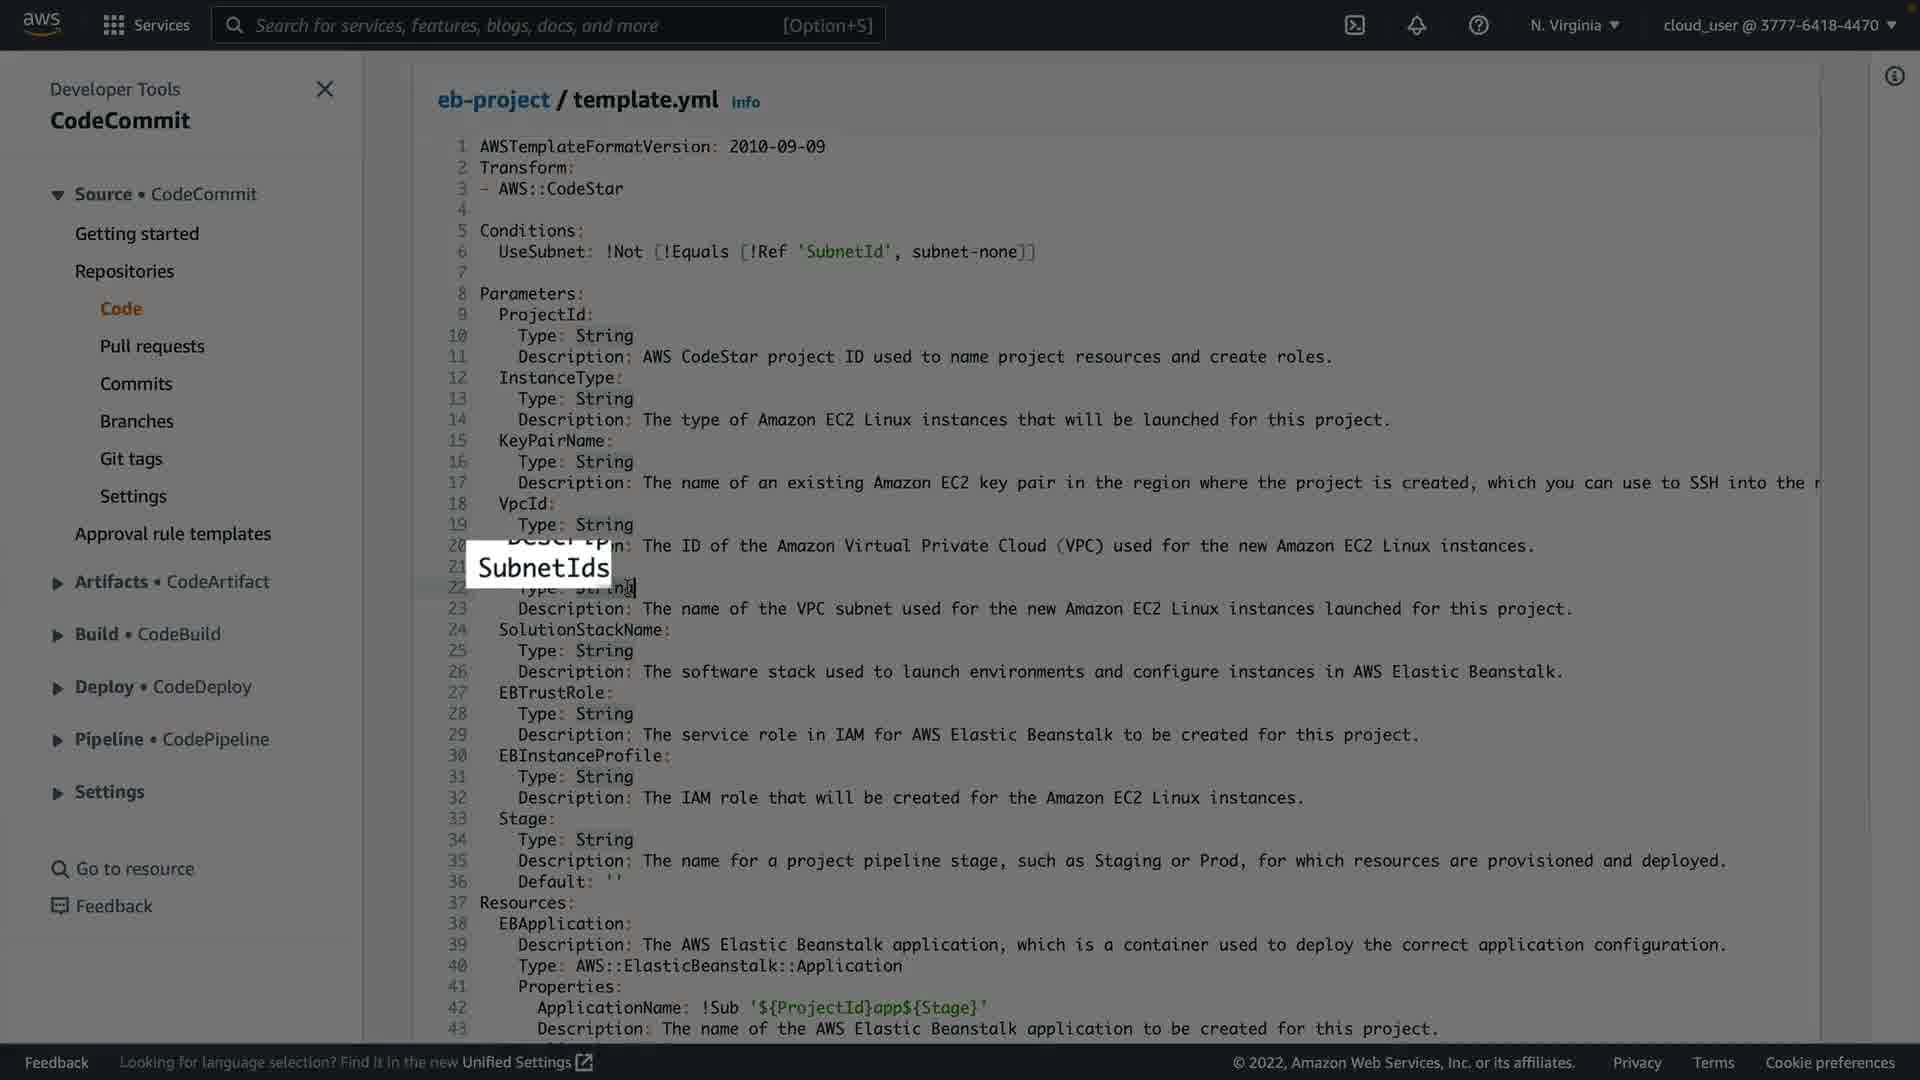 aws
Services
Search for services, features, blogs, docs, and more
[Option+S]
N. Virginia
cloud_user @ 3777-6418-4470
Developer Tools
CodeCommit
Source • CodeCommit
Getting started
Repositories
Code
Pull requests
Commits
Branches
Git tags
Settings
Approval rule templates
Artifacts • CodeArtifact
Build • CodeBuild
Deploy • CodeDeploy
Pipeline • CodePipeline
Settings
Go to resource
Feedback
eb-project / template.yml Info
1 AWSTemplateFormatVersion: 2010-09-09
2 Transform:
3 - AWS::CodeStar
4
5 Conditions:
6 UseSubnet: !Not [!Equals [!Ref 'SubnetId', subnet-none]]
7
8 Parameters:
9 ProjectId:
10 Type: String
11 Description: AWS CodeStar project ID used to name project resources and create roles.
12 InstanceType:
13 Type: String
14 Description: The type of Amazon EC2 Linux instances that will be launched for this project.
15 KeyPairName:
16 Type: String
17 Description: The name of an existing Amazon EC2 key pair in the region where the project is created, which you can use to SSH into the
18 VpcId:
19 Type: String
20 The ID of the Amazon Virtual Private Cloud (VPC) used for the new Amazon EC2 Linux instances.
21 SubnetIds
22 Type: String
23 Description: The name of the VPC subnet used for the new Amazon EC2 Linux instances launched for this project.
24 SolutionStackName:
25 Type: String
26 Description: The software stack used to launch environments and configure instances in AWS Elastic Beanstalk.
27 EBTrustRole:
28 Type: String
29 Description: The service role in IAM for AWS Elastic Beanstalk to be created for this project.
30 EBInstanceProfile:
31 Type: String
32 Description: The IAM role that will be created for the Amazon EC2 Linux instances.
33 Stage:
34 Type: String
35 Description: The name for a project pipeline stage, such as Staging or Prod, for which resources are provisioned and deployed.
36 Default: ''
37 Resources:
38 EBApplication:
39 Description: The AWS Elastic Beanstalk application, which is a container used to deploy the correct application configuration.
40 Type: AWS::ElasticBeanstalk::Application
41 Properties:
42 ApplicationName: !Sub '${ProjectId}app${Stage}'
43 Description: The name of the AWS Elastic Beanstalk application to be created for this project.
Feedback
Looking for language selection? Find it in the new Unified Settings
© 2022, Amazon Web Services, Inc. or its affiliates.
Privacy
Terms
Cookie preferences